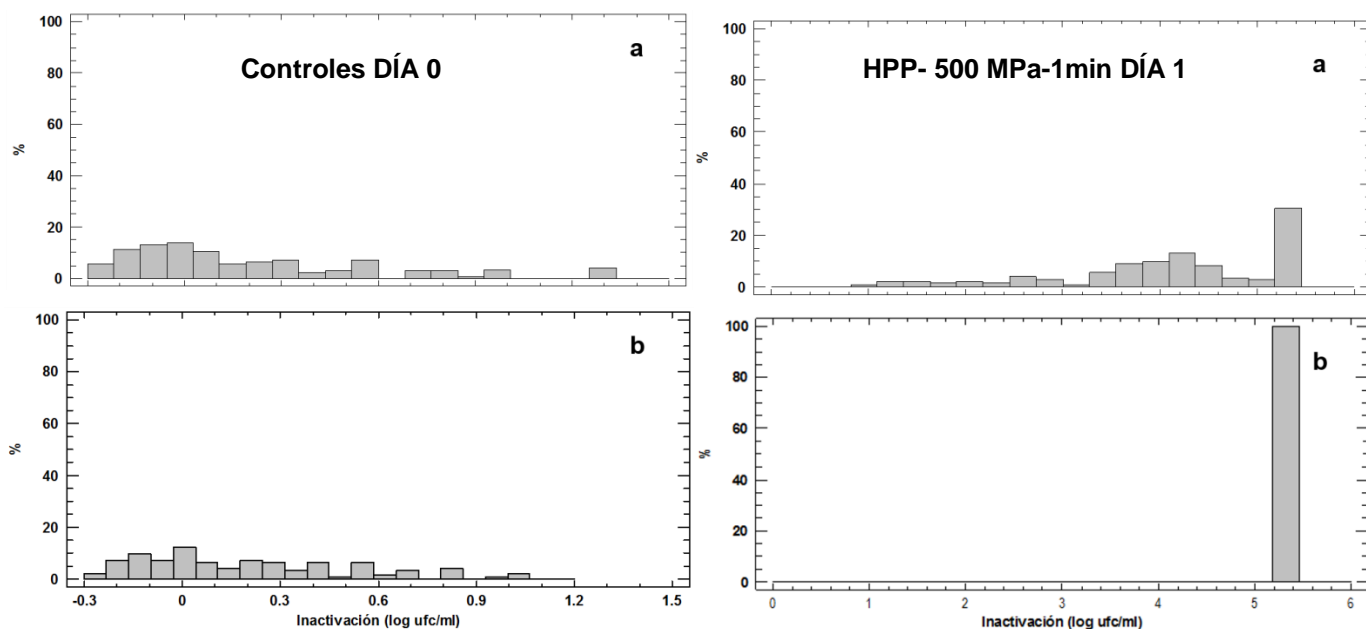 Controles DÍA 0
a
100
80
60
40
20
0
%
HPP- 500 MPa-1min DÍA 1
a
100
80
60
40
20
0
%
b
100
80
60
40
20
0
%
-0.3 0 0.3 0.6 0.9 1.2 1.5
Inactivación (log ufc/ml)
b
100
80
60
40
20
0
%
0 1 2 3 4 5 6
Inactivación (log ufc/ml)